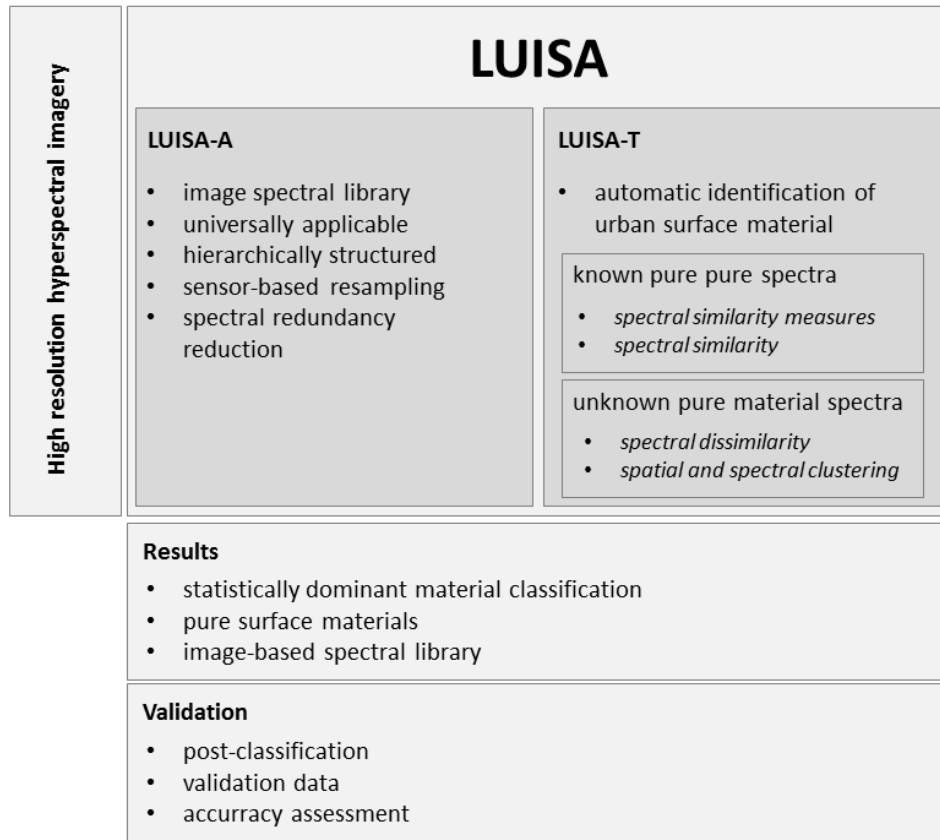 High resolution hyperspectral imagery
LUISA
LUISA-A
• image spectral library
• universally applicable
• hierarchically structured
• sensor-based resampling
• spectral redundancy
reduction
LUISA-T
• automatic identification of
urban surface material
known pure pure spectra
• spectral similarity measures
• spectral similarity
unknown pure material spectra
• spectral dissimilarity
• spatial and spectral clustering
Results
• statistically dominant material classification
• pure surface materials
• image-based spectral library
Validation
• post-classification
• validation data
• accurracy assessment